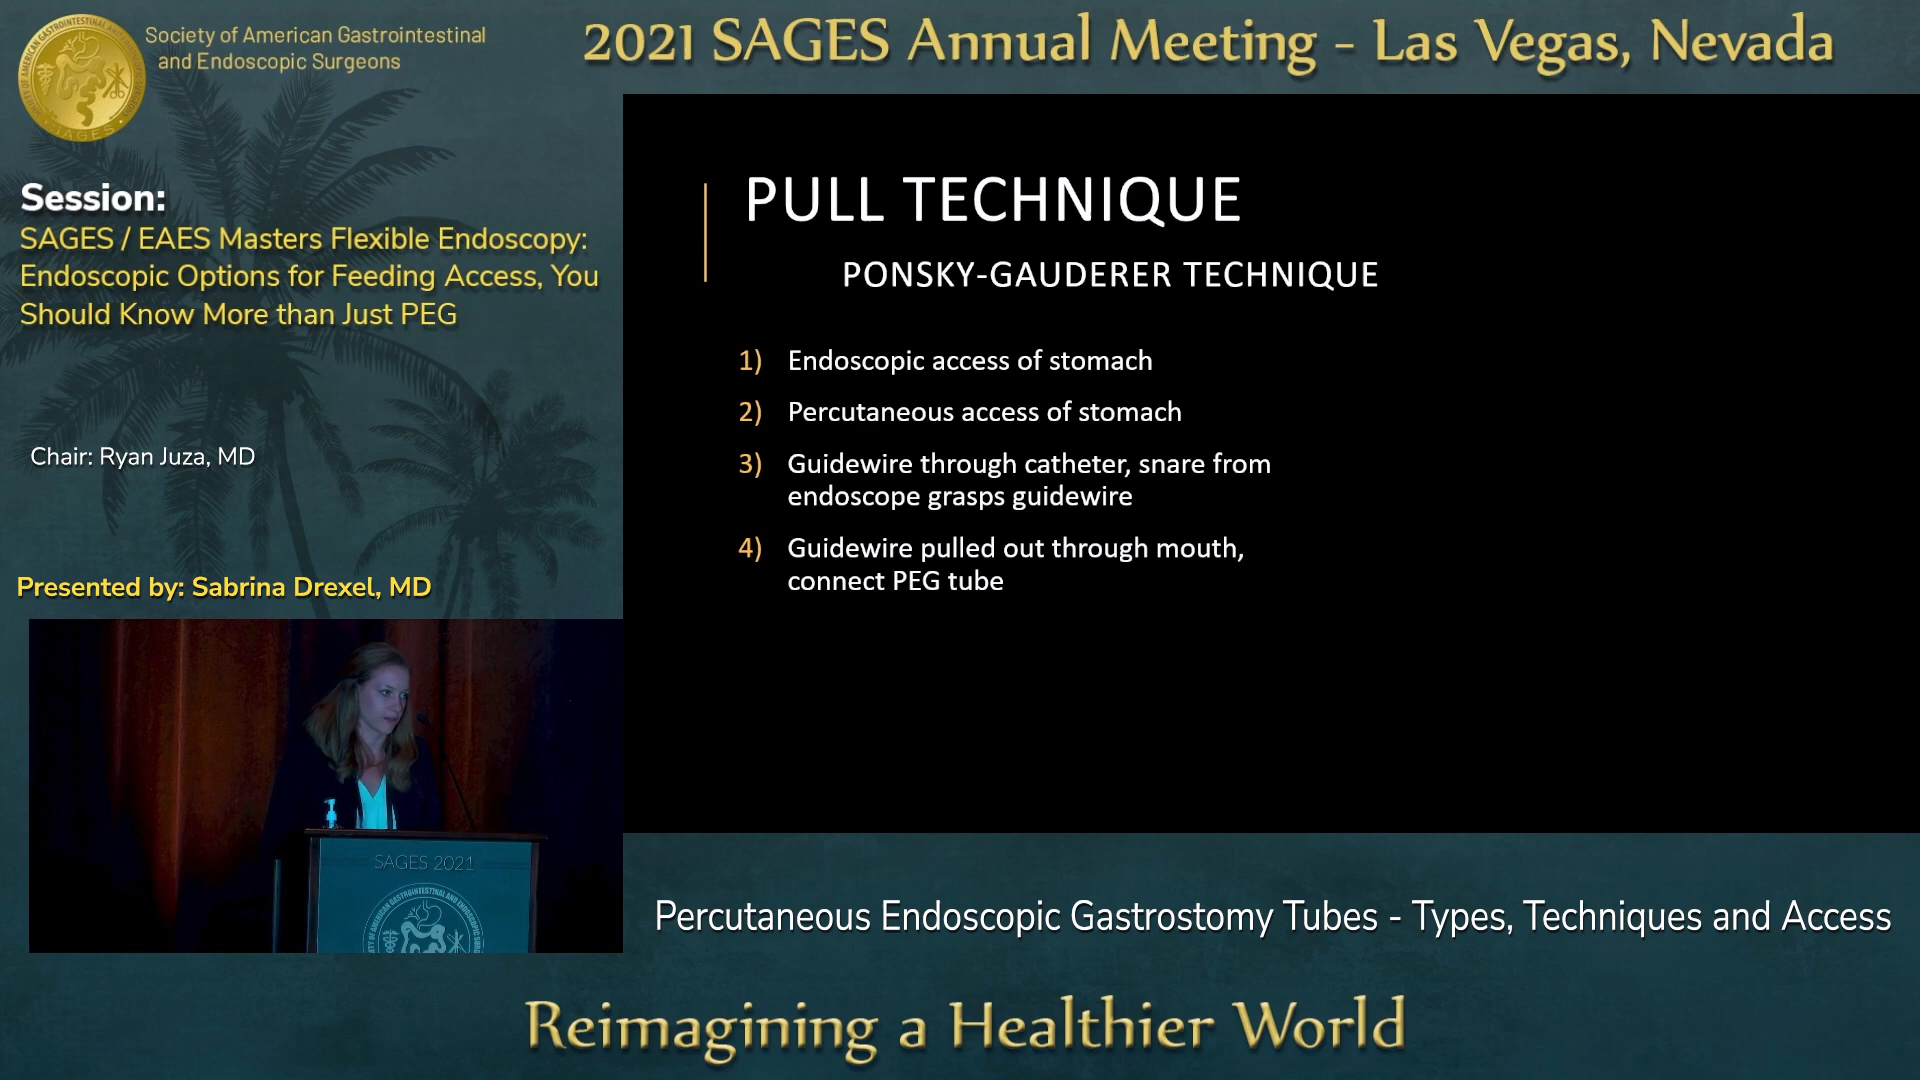 Society of American Gastrointestinal
and Endoscopic Surgeons
2021 SAGES Annual Meeting - Las Vegas, Nevada
SAGES
Session:
SAGES / EAES Masters Flexible Endoscopy:
Endoscopic Options for Feeding Access, You
Should Know More than Just PEG
Chair: Ryan Juza, MD
Presented by: Sabrina Drexel, MD
PULL TECHNIQUE
PONSKY-GAUDERER TECHNIQUE
1) Endoscopic access of stomach
2) Percutaneous access of stomach
3) Guidewire through catheter, snare from
endoscope grasps guidewire
4) Guidewire pulled out through mouth,
connect PEG tube
SAGES 2021
Percutaneous Endoscopic Gastrostomy Tubes - Types, Techniques and Access
Reimagining a Healthier World